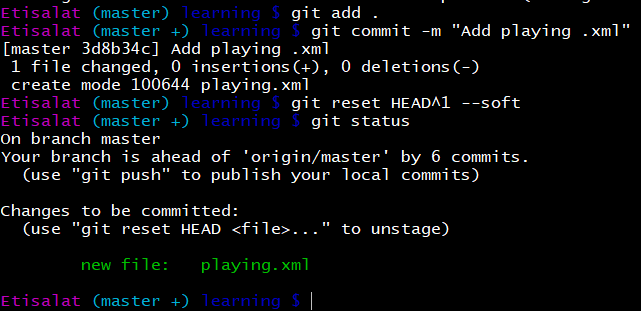 Etisalat (master) learning $ git add .
Etisalat (master +) learning $ git commit -m "Add playing .xml"
[master 3d8b34c] Add playing .xml
 1 file changed, 0 insertions(+), 0 deletions(-)
 create mode 100644 playing.xml
Etisalat (master) learning $ git reset HEAD^1 --soft
Etisalat (master +) learning $ git status
On branch master
Your branch is ahead of 'origin/master' by 6 commits.
  (use "git push" to publish your local commits)

Changes to be committed:
  (use "git reset HEAD <file>..." to unstage)

        new file:   playing.xml

Etisalat (master +) learning $